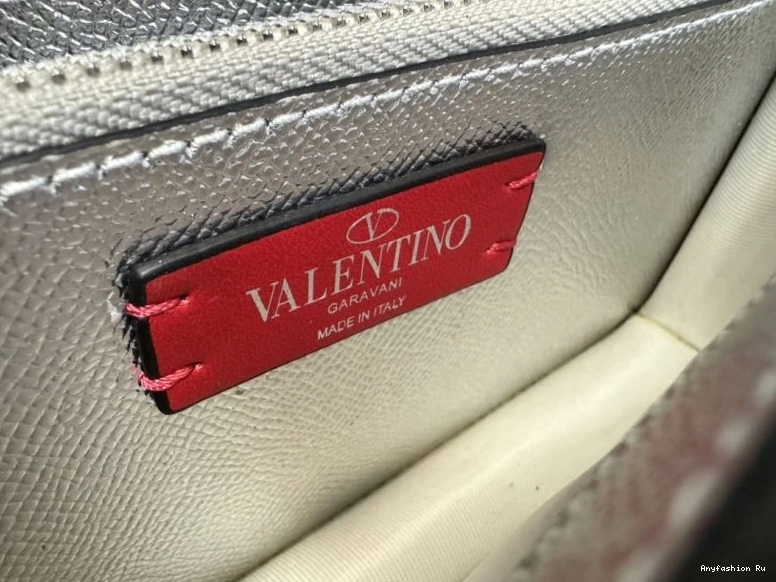 V
VALENTINO
GARAVANI
MADE IN ITALY
Anyfashion Ru